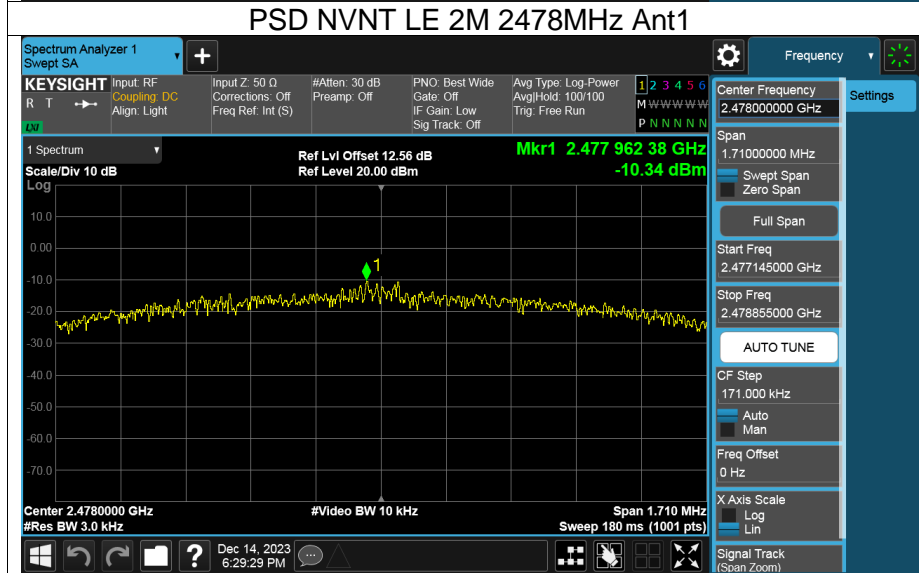 PSD NVNT LE 2M 2478MHz Ant1
Spectrum Analyzer 1
Swept SA
+
Frequency
KEYSIGHT
R T
LXI
Input: RF
Coupling: DC
Align: Light
Input Z: 50 Ω
Corrections: Off
Freq Ref: Int (S)
#Atten: 30 dB
Preamp: Off
PNO: Best Wide
Gate: Off
IF Gain: Low
Sig Track: Off
Avg Type: Log-Power
Avg|Hold: 100/100
Trig: Free Run
1 2 3 4 5 6
M W W W W W
P N N N N N
1 Spectrum
Scale/Div 10 dB
Log
Ref Lvl Offset 12.56 dB
Ref Level 20.00 dBm
Mkr1 2.477 962 38 GHz
-10.34 dBm
10.0
0.00
-10.0
-20.0
-30.0
-40.0
-50.0
-60.0
-70.0
1
Center 2.4780000 GHz
#Res BW 3.0 kHz
#Video BW 10 kHz
Span 1.710 MHz
Sweep 180 ms (1001 pts)
Center Frequency
2.478000000 GHz
Settings
Span
1.71000000 MHz
Swept Span
Zero Span
Full Span
Start Freq
2.477145000 GHz
Stop Freq
2.478855000 GHz
AUTO TUNE
CF Step
171.000 kHz
Auto
Man
Freq Offset
0 Hz
X Axis Scale
Log
Lin
Signal Track
(Span Zoom)
?
Dec 14, 2023
6:29:29 PM